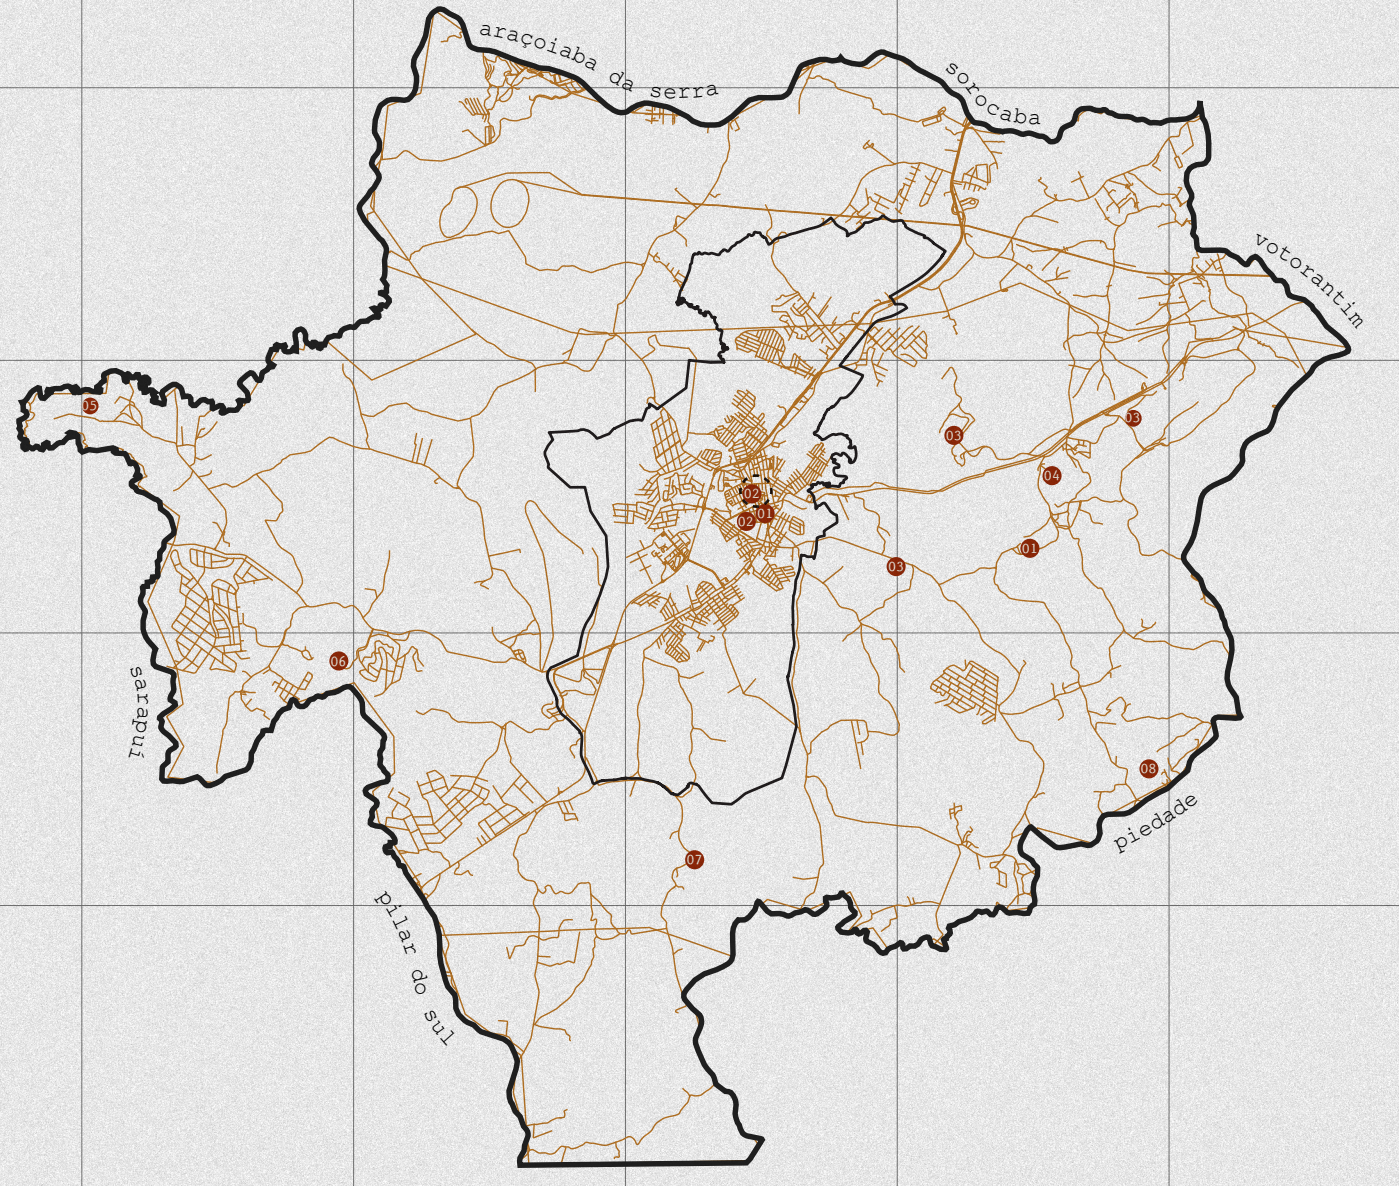 araçoiaba da serra
sorocaba
votorantim
05
03
03
04
02
01
02
01
03
06
sarapuí
08
piedade
07
pilar do sul